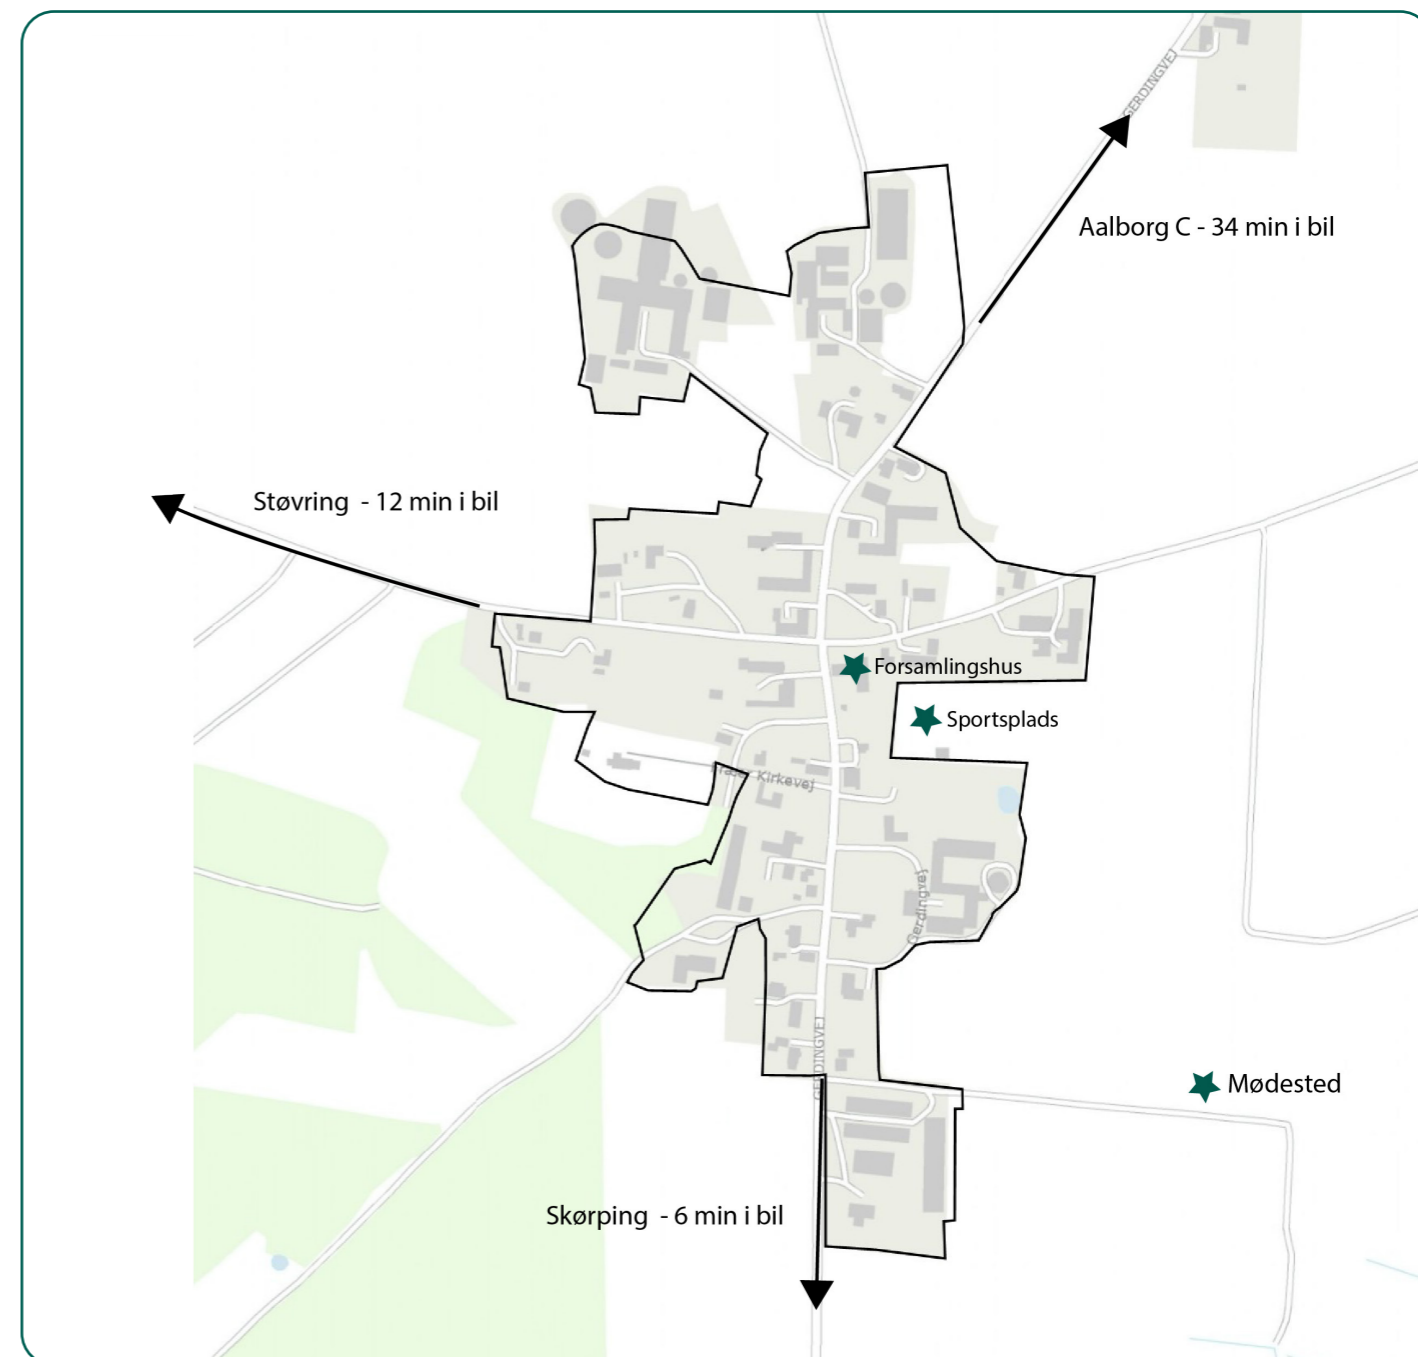 GERDINGVEJ
Aalborg C - 34 min i bil
Støvring - 12 min i bil
Forsamlingshus
Sportsplads
Kirkevej
Gerdingvej
GERDINGVEJ
Mødested
Skørping - 6 min i bil